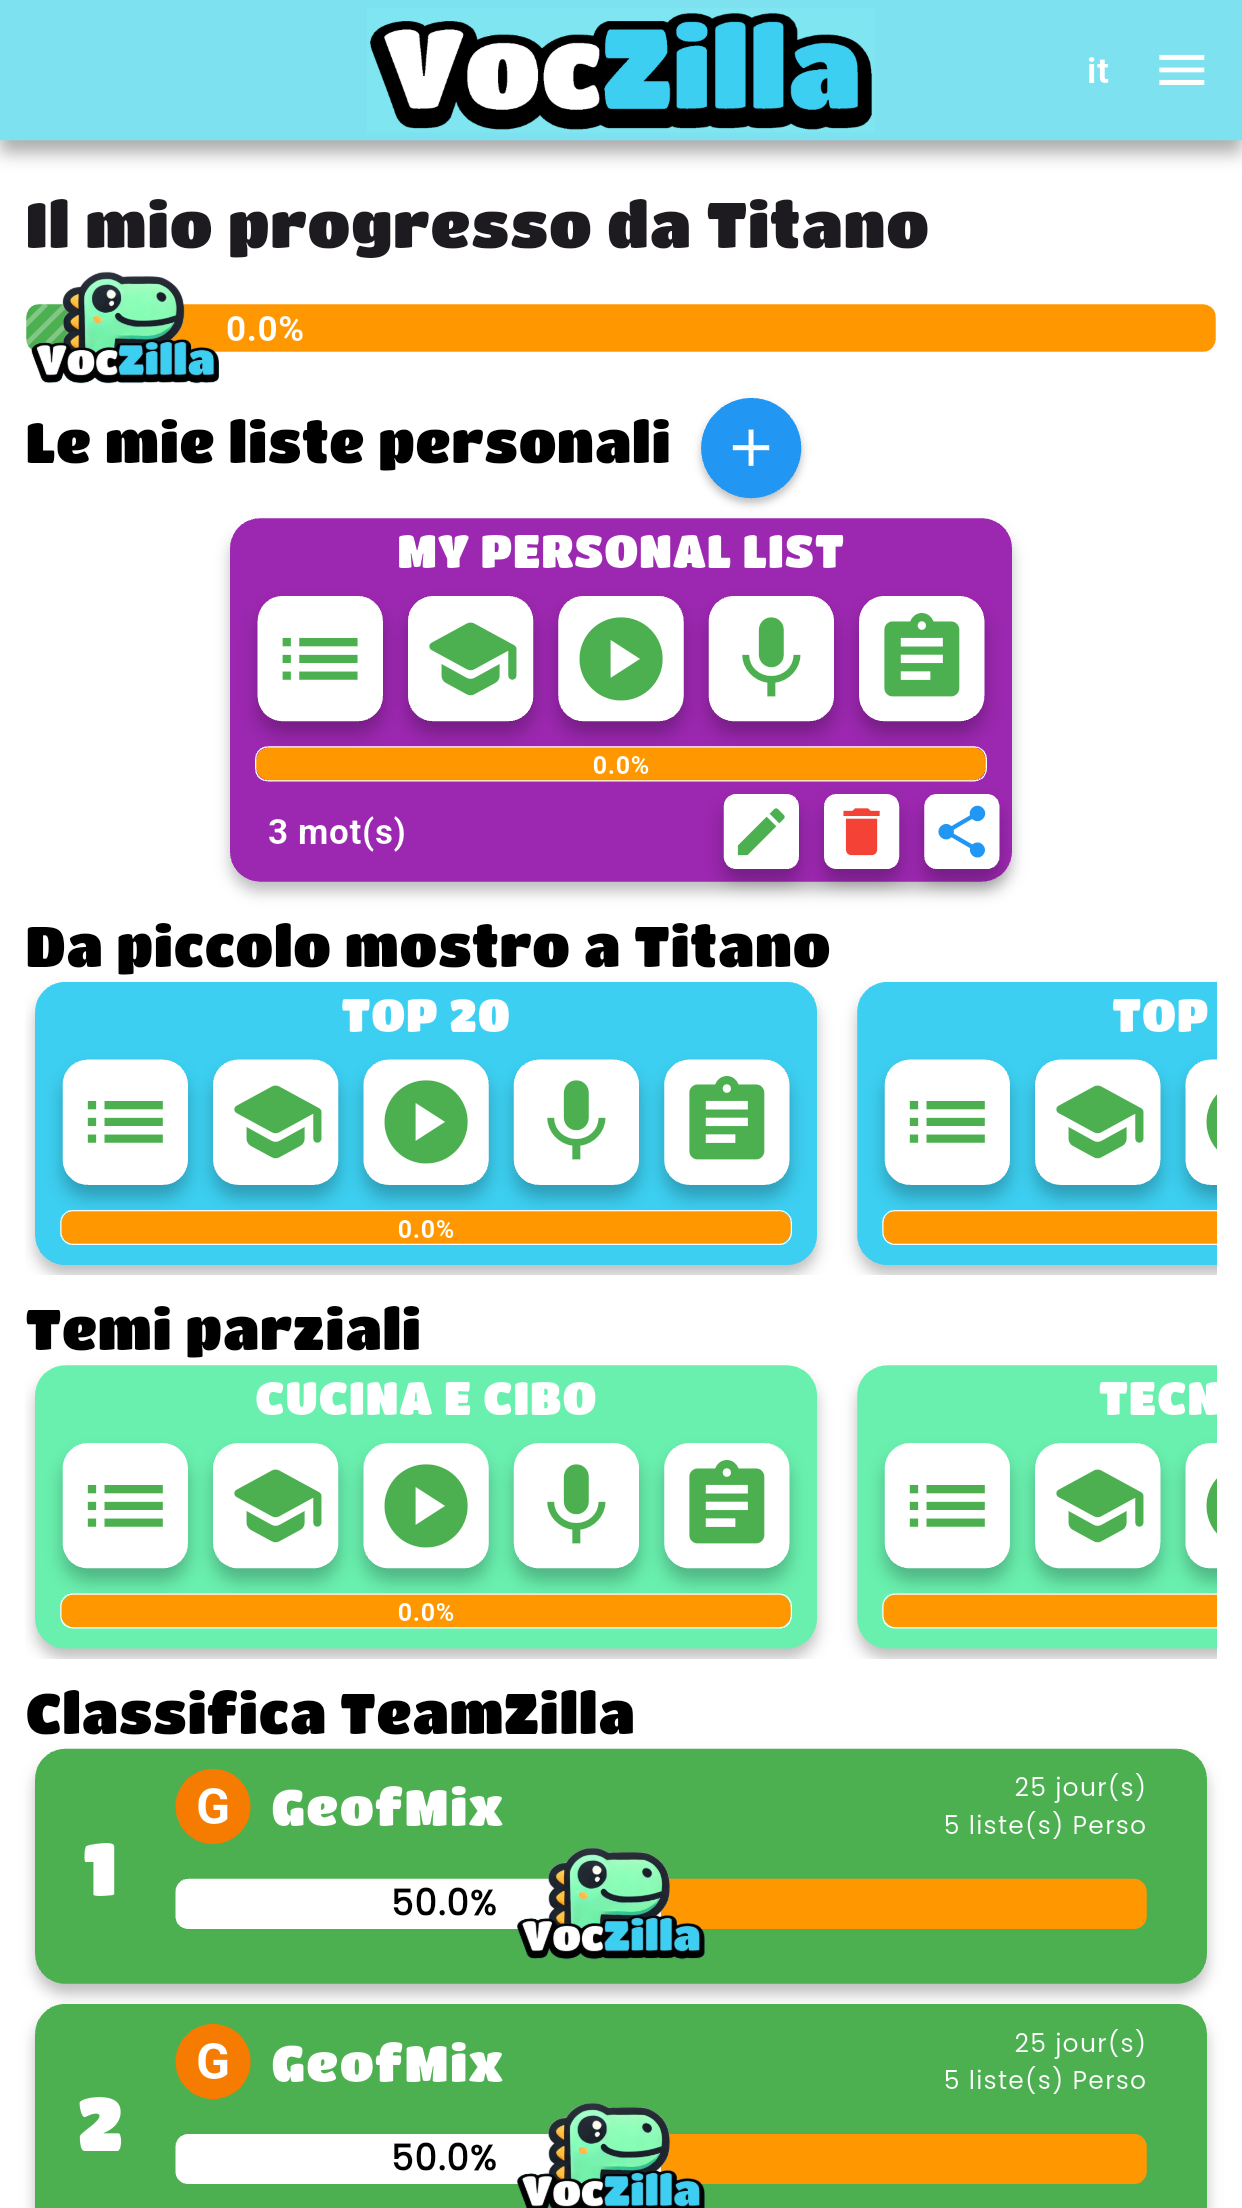 VocZilla
it
Il mio progresso da Titano
0.0%
VocZilla
Le mie liste personali
MY PERSONAL LIST
0.0%
3 mot(s)
Da piccolo mostro a Titano
TOP 20
TOP
0.0%
Temi parziali
CUCINA E CIBO
TECN
0.0%
Classifica TeamZilla
1
G
GeofMix
25 jour(s)
5 liste(s) Perso
50.0%
VocZilla
2
G
GeofMix
25 jour(s)
5 liste(s) Perso
50.0%
VocZilla